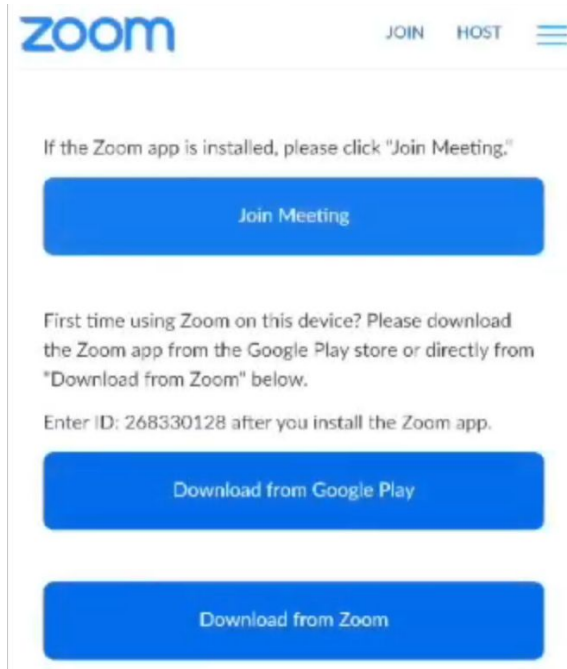 zoom
JOIN HOST
If the Zoom app is installed, please click "Join Meeting."
Join Meeting
First time using Zoom on this device? Please download
the Zoom app from the Google Play store or directly from
"Download from Zoom" below.
Enter ID: 268330128 after you install the Zoom app.
Download from Google Play
Download from Zoom